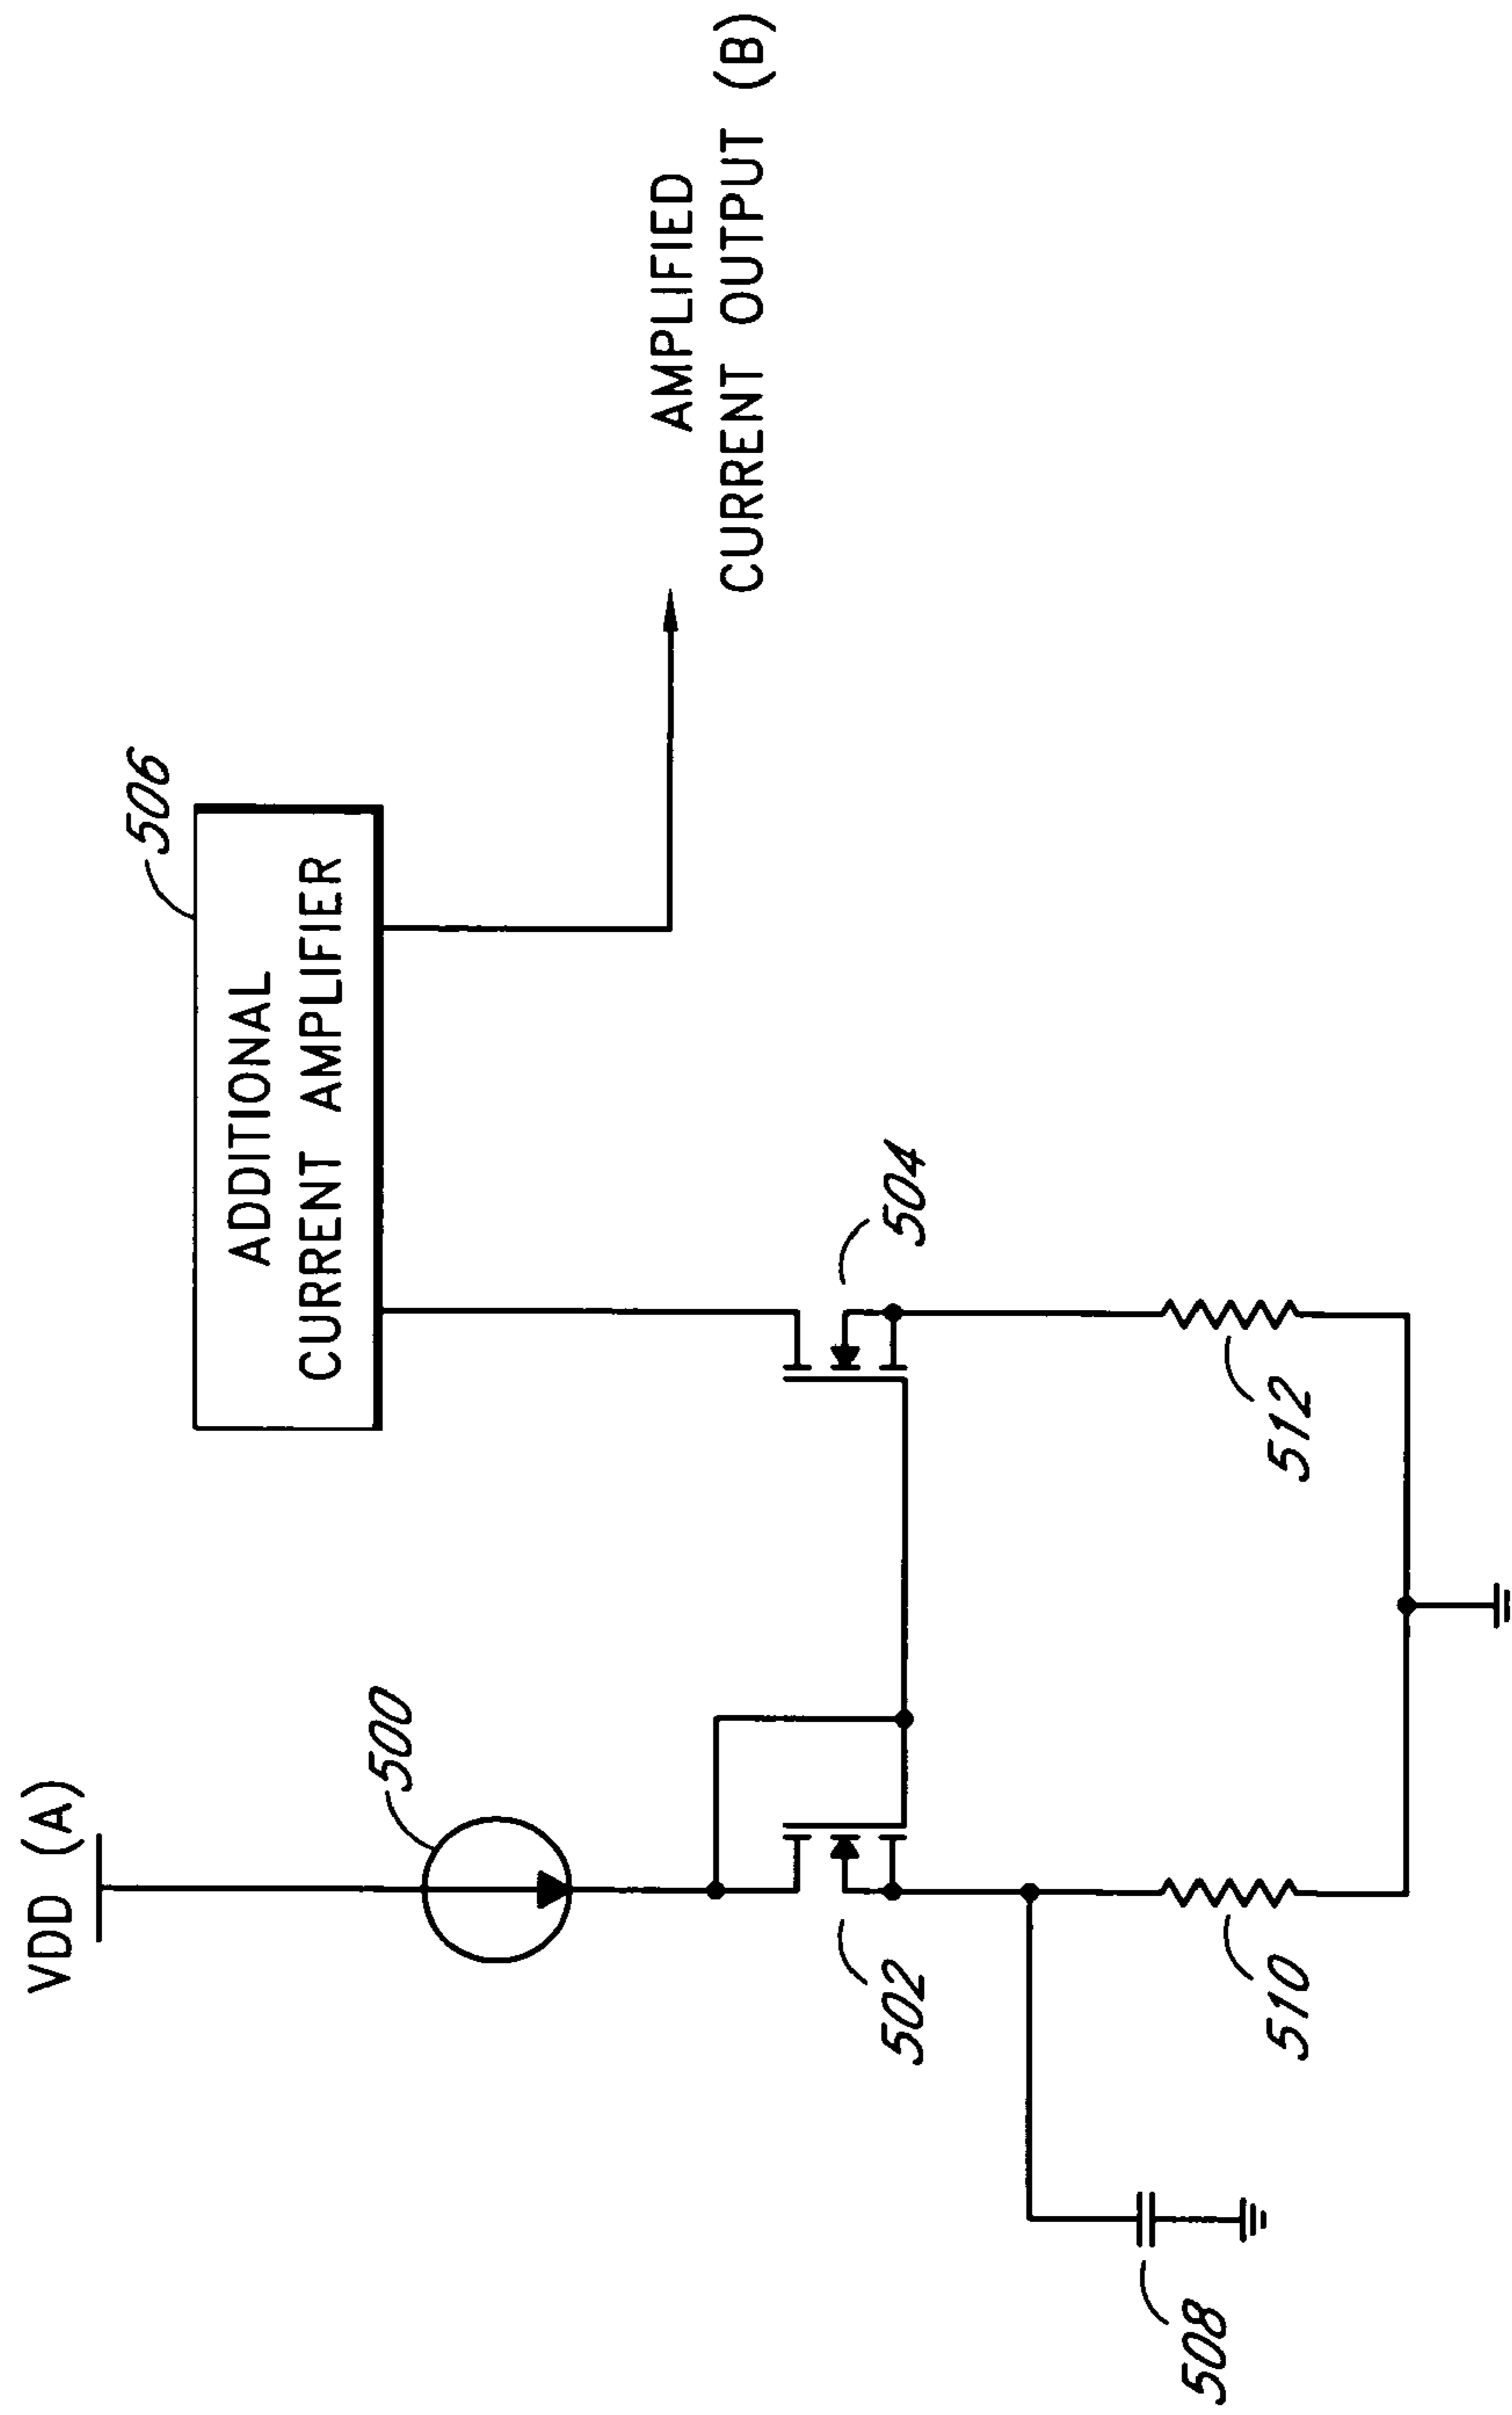 VDD (A)
500
506
ADDITIONAL
CURRENT AMPLIFIER
AMPLIFIED
CURRENT OUTPUT (B)
502
504
508
510
512